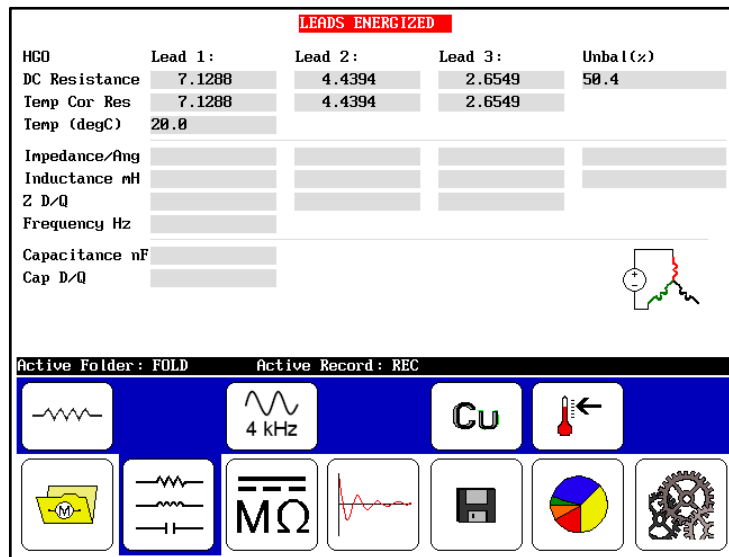 LEADS ENERGIZED
HGO Lead 1: Lead 2: Lead 3: Unbal(%)
DC Resistance 7.1288 4.4394 2.6549 50.4
Temp Cor Res 7.1288 4.4394 2.6549
Temp (degC) 20.0
Impedance/Ang
Inductance mH
Z D/Q
Frequency Hz
Capacitance nF
Cap D/Q
Active Folder: FOLD Active Record: REC
4 kHz Cu
M MΩ